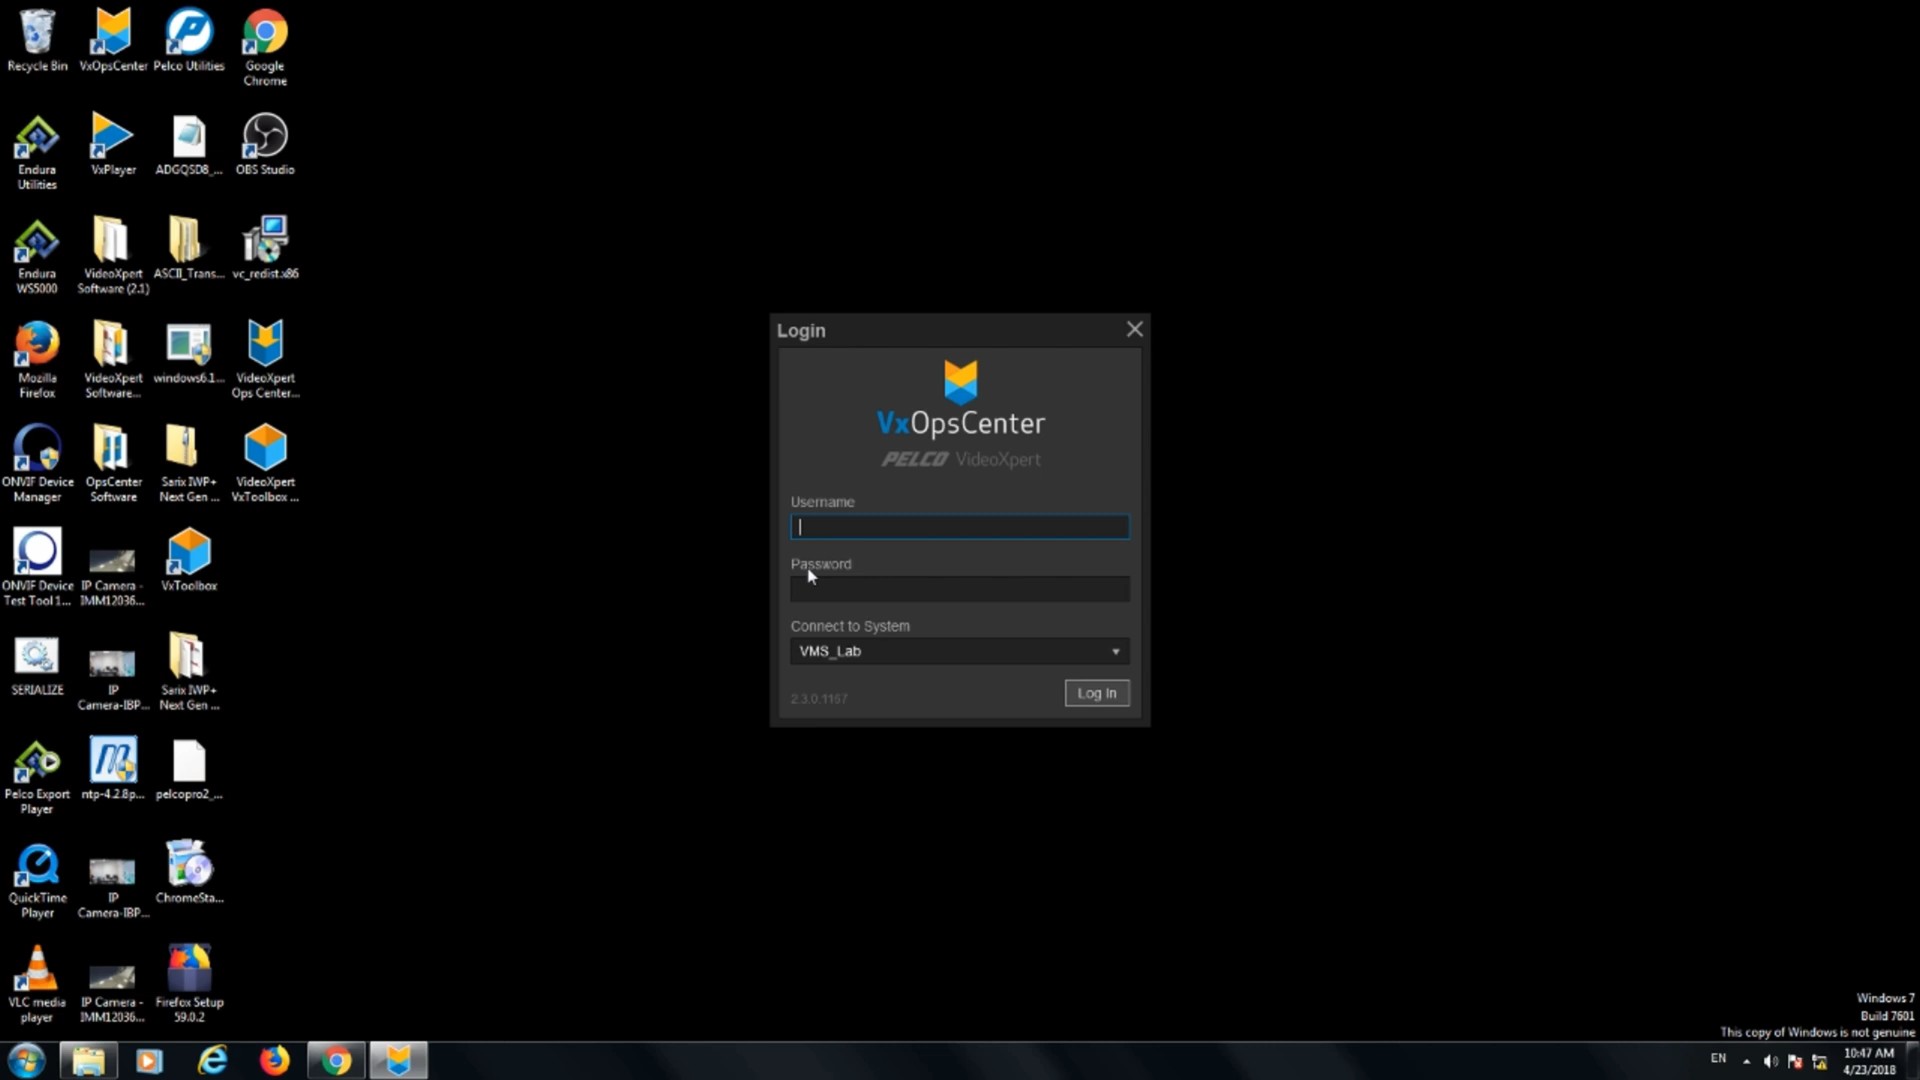 Recycle Bin
VxOpsCenter
Pelco Utilities
Google
Chrome
Endura
Utilities
VxPlayer
ADGQSD8_...
OBS Studio
Endura
WS5000
VideoXpert
Software (2.1)
ASCII_Trans...
vc_redist.x86
Mozilla
Firefox
VideoXpert
Software...
windows6.1...
VideoXpert
Ops Center...
ONVIF Device
Manager
OpsCenter
Software
Sarix IWP+
Next Gen ...
VideoXpert
VxToolbox ...
ONVIF Device
Test Tool 1...
IP Camera -
IMM12036...
VxToolbox
SERIALIZE
IP
Camera-IBP...
Sarix IWP+
Next Gen ...
Pelco Export
Player
ntp-4.2.8p...
pelcopro2_...
QuickTime
Player
IP
Camera-IBP...
ChromeSta...
VLC media
player
IP Camera -
IMM12036...
Firefox Setup
59.0.2
Login
VxOpsCenter
PELCO VideoXpert
Username
Password
Connect to System
VMS_Lab
2.3.0.1167
Log In
Windows 7
Build 7601
This copy of Windows is not genuine
EN
10:47 AM
4/23/2018